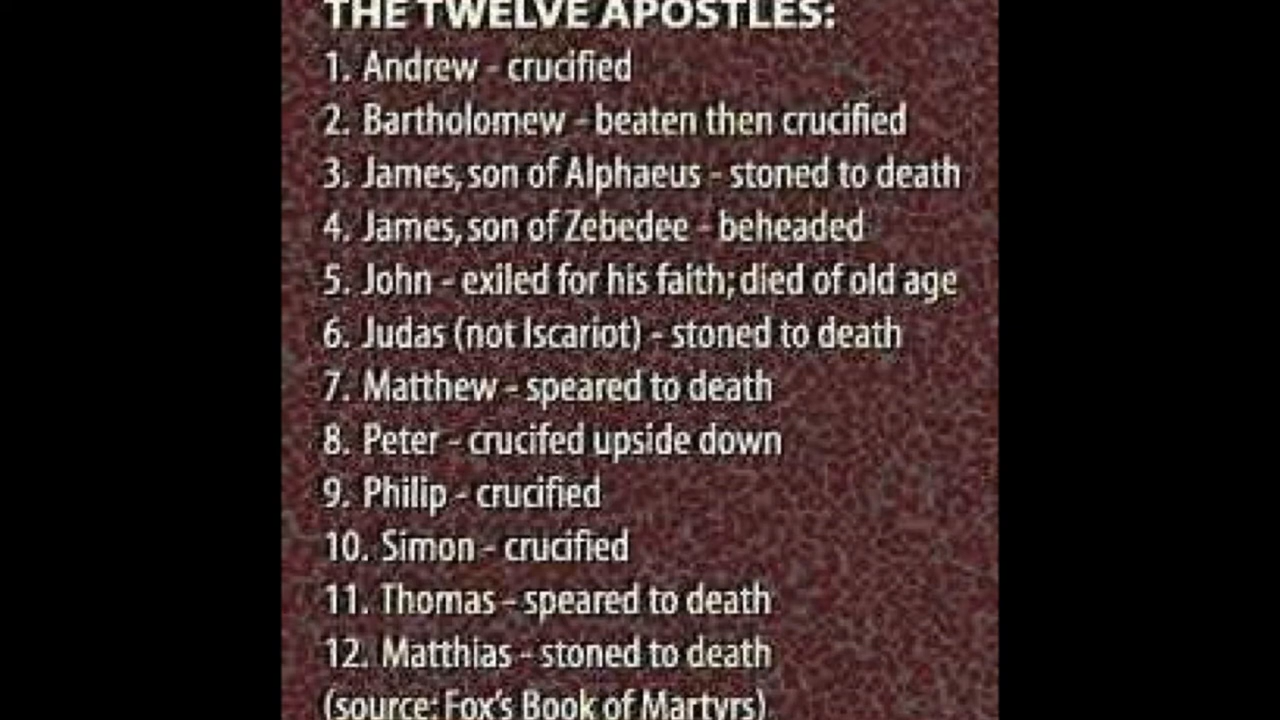 THE TWELVE APOSTLES:
1. Andrew - crucified
2. Bartholomew - beaten then crucified
3. James, son of Alphaeus - stoned to death
4. James, son of Zebedee - beheaded
5. John - exiled for his faith; died of old age
6. Judas (not Iscariot) - stoned to death
7. Matthew - speared to death
8. Peter - crucifed upside down
9. Philip - crucified
10. Simon - crucified
11. Thomas - speared to death
12. Matthias - stoned to death
(source: Fox's Book of Martyrs)